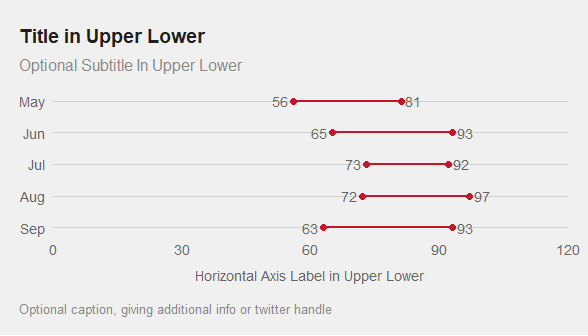 Title in Upper Lower
Optional Subtitle In Upper Lower
May 56 81
Jun 65 93
Jul 73 92
Aug 72 97
Sep 63 93
0 30 60 90 120
Horizontal Axis Label in Upper Lower
Optional caption, giving additional info or twitter handle